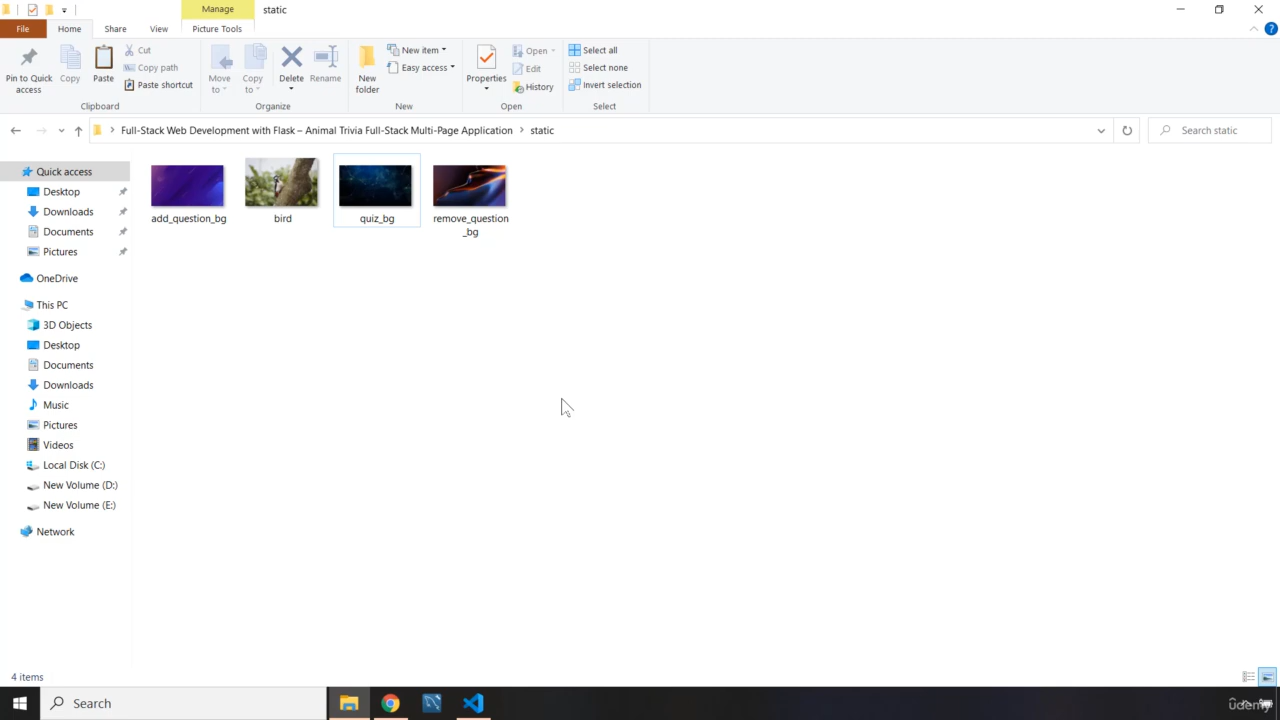 Manage
static
File
Home
Share
View
Picture Tools
Pin to Quick
access
Copy
Paste
Cut
Copy path
Paste shortcut
Clipboard
Move
to
Copy
to
Delete
Rename
Organize
New
folder
New item
Easy access
New
Properties
Open
Edit
History
Open
Select all
Select none
Invert selection
Select
Full-Stack Web Development with Flask – Animal Trivia Full-Stack Multi-Page Application > static
Search static
Quick access
Desktop
Downloads
Documents
Pictures
OneDrive
This PC
3D Objects
Desktop
Documents
Downloads
Music
Pictures
Videos
Local Disk (C:)
New Volume (D:)
New Volume (E:)
Network
add_question_bg
bird
quiz_bg
remove_question
_bg
4 items
Search
udemy